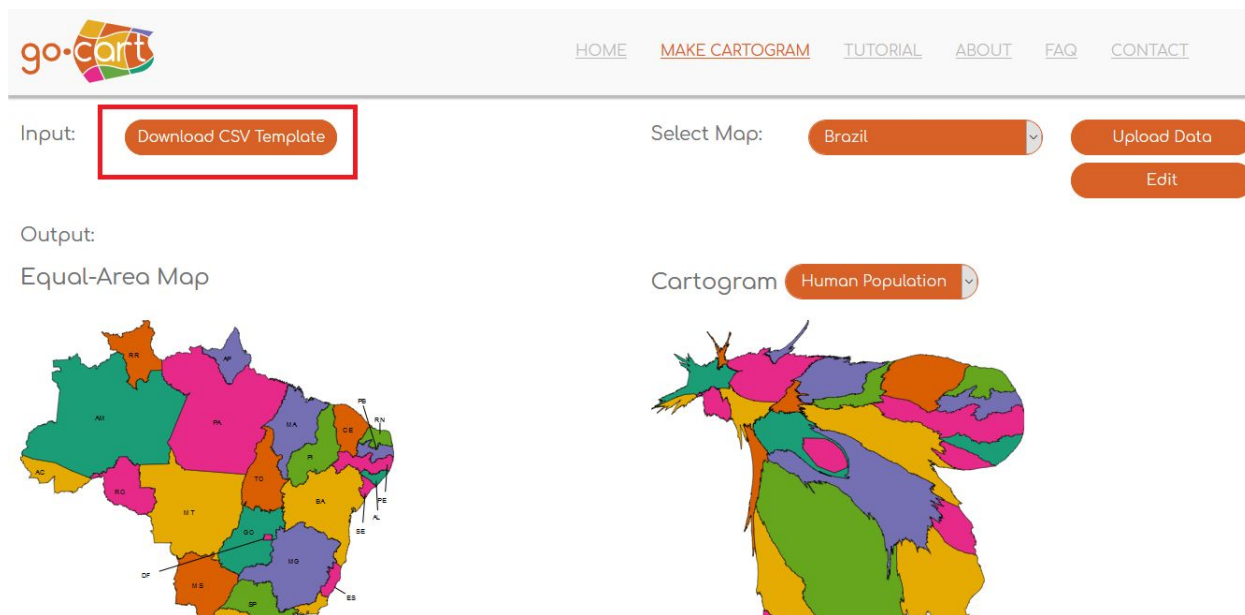 go·cart
HOME MAKE CARTOGRAM TUTORIAL ABOUT FAQ CONTACT
Input: Download CSV Template Select Map: Brazil Upload Data
Edit
Output:
Equal-Area Map Cartogram Human Population
RR
AP
AM
PA
MA
CE
PB
RN
PI
AC
RO
TO
MT
BA
PE
AL
SE
GO
DF
MG
MS
ES
SP